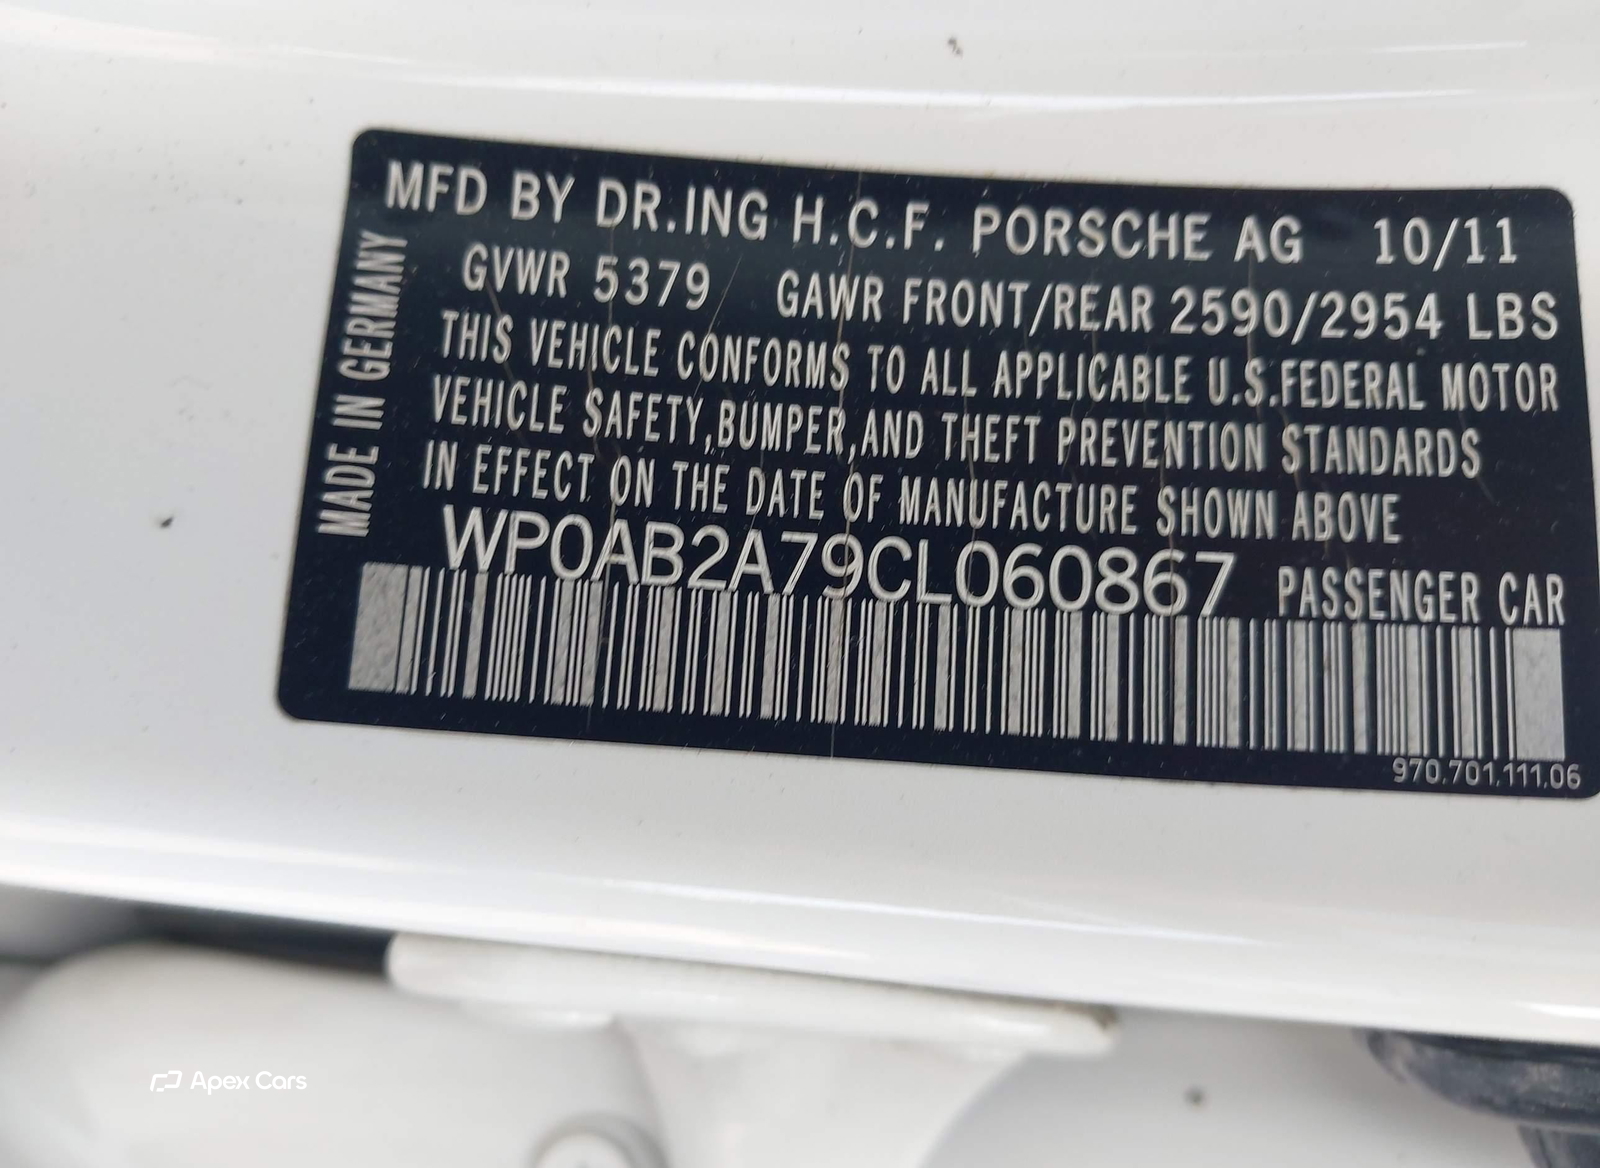 MFD BY DR.ING H.C.F. PORSCHE AG 10/11
GVWR 5379 GAWR FRONT/REAR 2590/2954 LBS
THIS VEHICLE CONFORMS TO ALL APPLICABLE U.S.FEDERAL MOTOR
VEHICLE SAFETY,BUMPER,AND THEFT PREVENTION STANDARDS
IN EFFECT ON THE DATE OF MANUFACTURE SHOWN ABOVE
WP0AB2A79CL060867 PASSENGER CAR
970.701.111.06
MADE IN GERMANY
Apex Cars